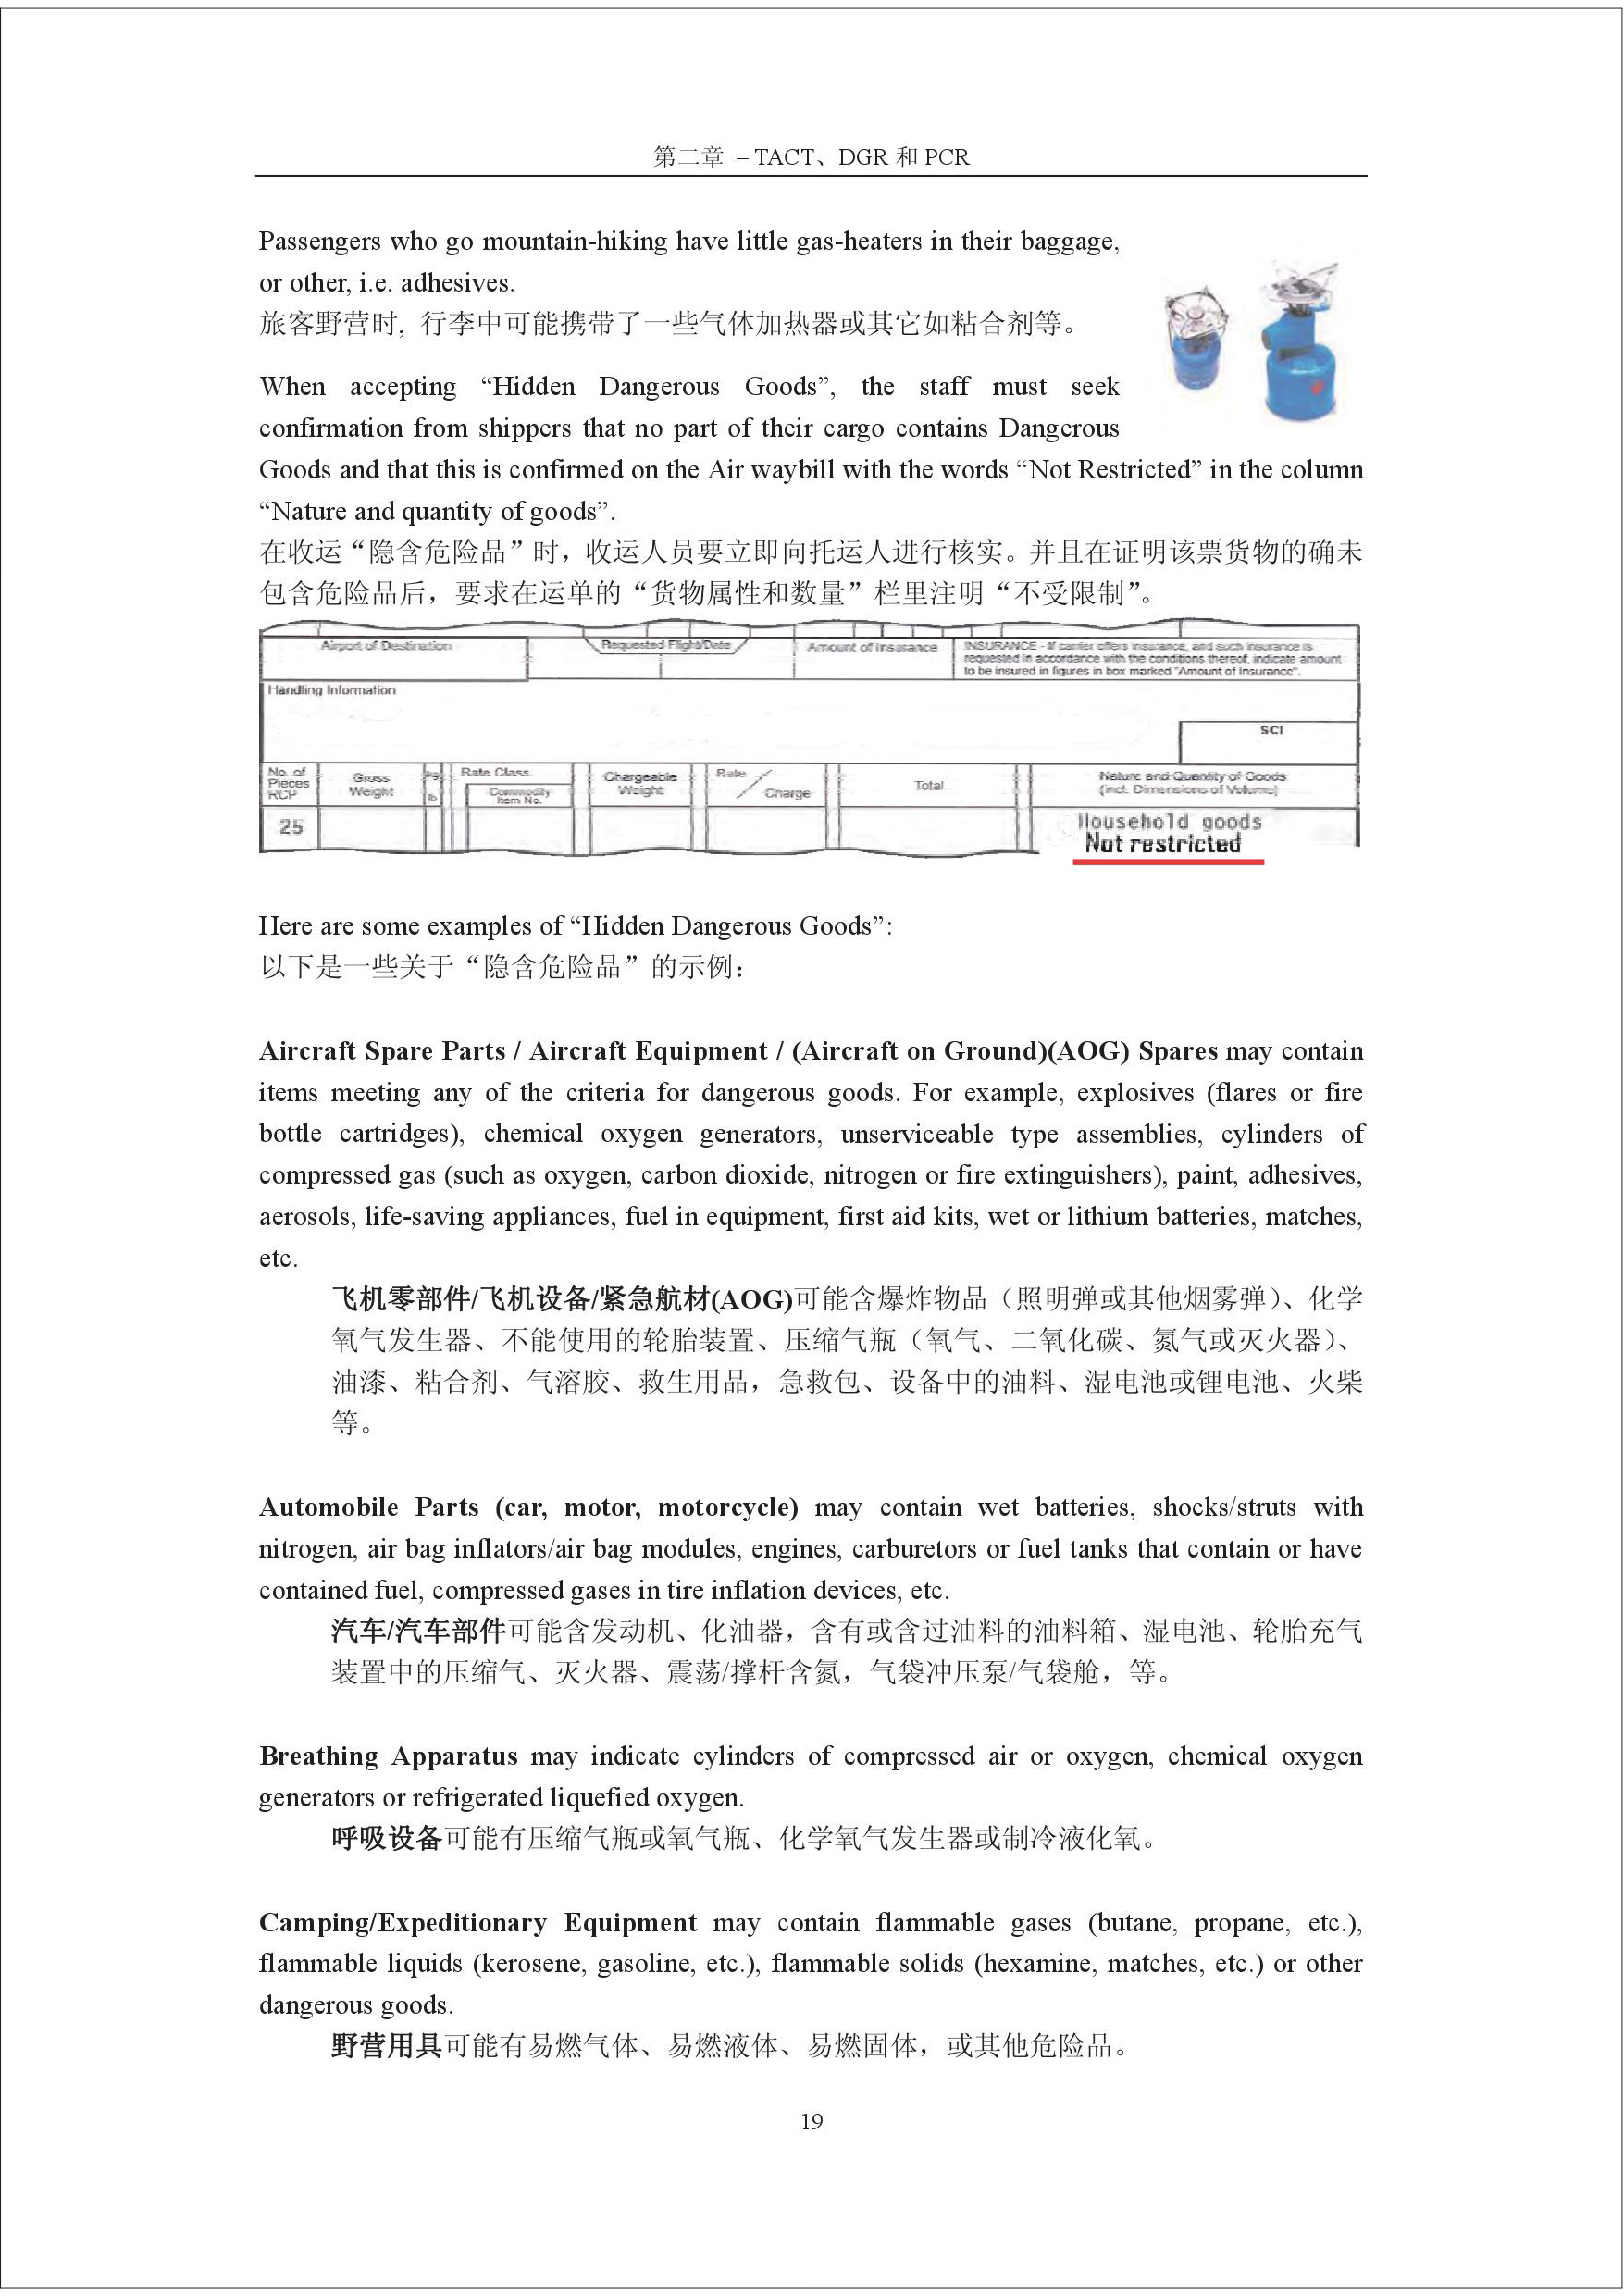 第二章 – TACT、DGR 和 PCR
Passengers who go mountain-hiking have little gas-heaters in their baggage,
or other, i.e. adhesives.
旅客野营时, 行李中可能携带了一些气体加热器或其它如粘合剂等。
When accepting “Hidden Dangerous Goods”, the staff must seek
confirmation from shippers that no part of their cargo contains Dangerous
Goods and that this is confirmed on the Air waybill with the words “Not Restricted” in the column
“Nature and quantity of goods”.
在收运“隐含危险品”时，收运人员要立即向托运人进行核实。并且在证明该票货物的确未
包含危险品后，要求在运单的“货物属性和数量”栏里注明“不受限制”。
Airport of Destination
Requested Flight/Date
Amount of Insurance
INSURANCE - If carrier offers insurance, and such insurance is
requested in accordance with the conditions thereof, indicate amount
to be insured in figures in box marked "Amount of Insurance".
Handling Information
SCI
No. of
Pieces
RCP
Gross
Weight
kg
lb
Rate Class
Commodity
Item No.
Chargeable
Weight
Rate
Charge
Total
Nature and Quantity of Goods
(incl. Dimensions of Volume)
25
Household goods
Not restricted
Here are some examples of “Hidden Dangerous Goods”:
以下是一些关于“隐含危险品”的示例：
Aircraft Spare Parts / Aircraft Equipment / (Aircraft on Ground)(AOG) Spares may contain
items meeting any of the criteria for dangerous goods. For example, explosives (flares or fire
bottle cartridges), chemical oxygen generators, unserviceable type assemblies, cylinders of
compressed gas (such as oxygen, carbon dioxide, nitrogen or fire extinguishers), paint, adhesives,
aerosols, life-saving appliances, fuel in equipment, first aid kits, wet or lithium batteries, matches,
etc.
飞机零部件/飞机设备/紧急航材(AOG)可能含爆炸物品（照明弹或其他烟雾弹）、化学
氧气发生器、不能使用的轮胎装置、压缩气瓶（氧气、二氧化碳、氮气或灭火器）、
油漆、粘合剂、气溶胶、救生用品，急救包、设备中的油料、湿电池或锂电池、火柴
等。
Automobile Parts (car, motor, motorcycle) may contain wet batteries, shocks/struts with
nitrogen, air bag inflators/air bag modules, engines, carburetors or fuel tanks that contain or have
contained fuel, compressed gases in tire inflation devices, etc.
汽车/汽车部件可能含发动机、化油器，含有或含过油料的油料箱、湿电池、轮胎充气
装置中的压缩气、灭火器、震荡/撑杆含氮，气袋冲压泵/气袋舱，等。
Breathing Apparatus may indicate cylinders of compressed air or oxygen, chemical oxygen
generators or refrigerated liquefied oxygen.
呼吸设备可能有压缩气瓶或氧气瓶、化学氧气发生器或制冷液化氧。
Camping/Expeditionary Equipment may contain flammable gases (butane, propane, etc.),
flammable liquids (kerosene, gasoline, etc.), flammable solids (hexamine, matches, etc.) or other
dangerous goods.
野营用具可能有易燃气体、易燃液体、易燃固体，或其他危险品。
19